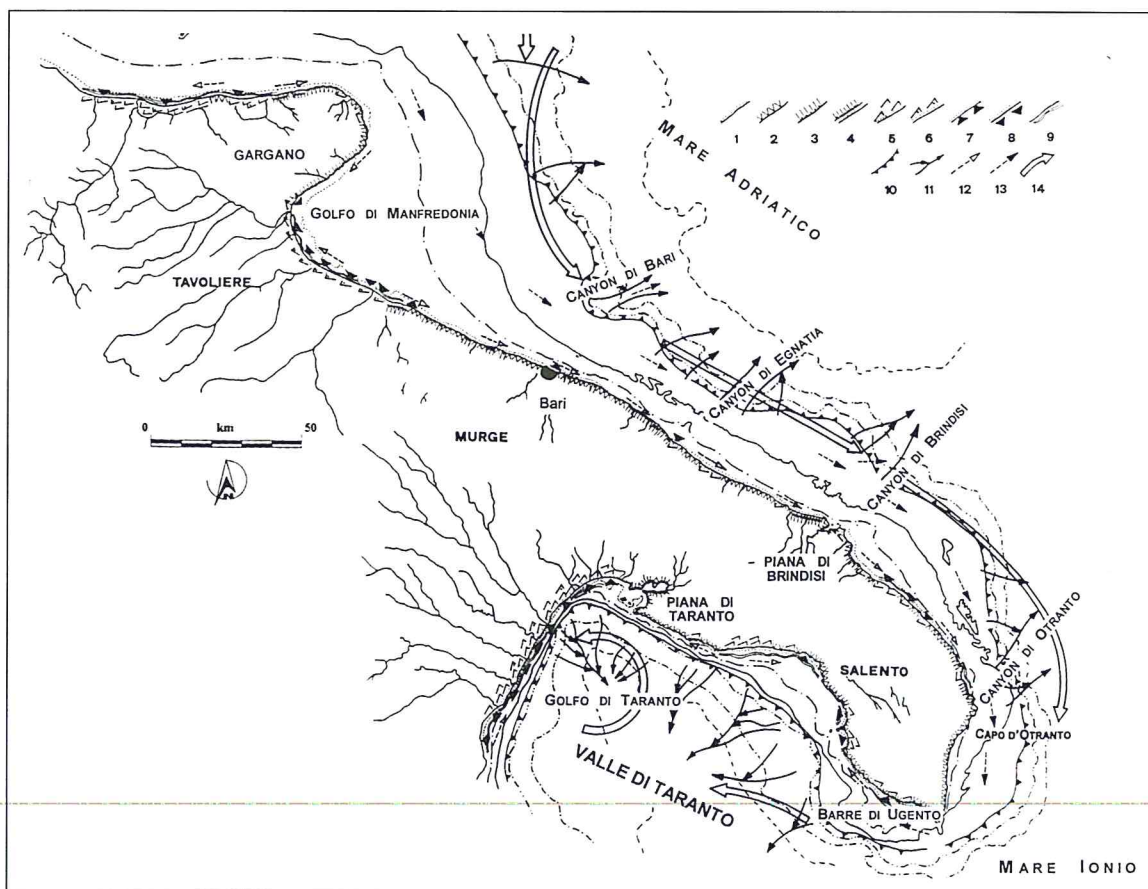 MARE ADRIATICO
1 2 3 4 5 6 7 8 9
10 11 12 13 14
GARGANO
GOLFO DI MANFREDONIA
TAVOLIERE
CANYON DI BARI
CANYON DI EGNATIA
Bari
0 km 50
MURGE
CANYON DI BRINDISI
N
PIANA DI
BRINDISI
PIANA DI
TARANTO
CANYON DI OTRANTO
SALENTO
GOLFO DI TARANTO
CAPO D'OTRANTO
VALLE DI TARANTO
BARRE DI UGENTO
MARE IONIO